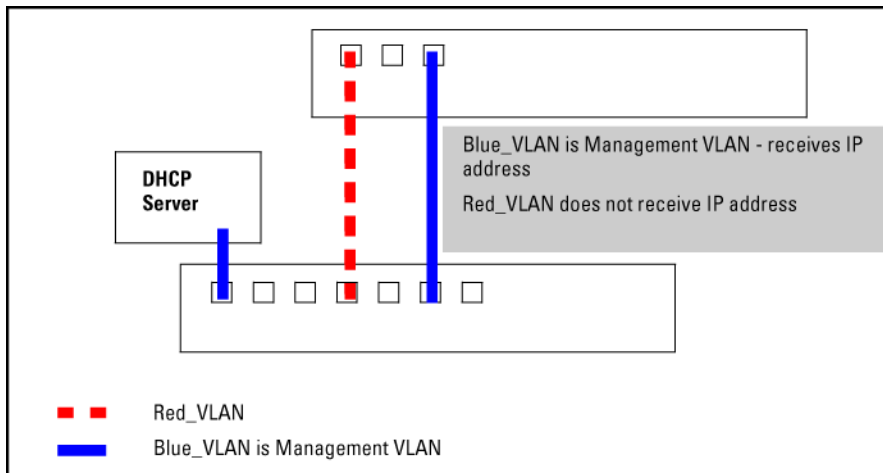 Blue_VLAN is Management VLAN - receives IP
address
Red_VLAN does not receive IP address
DHCP
Server
Red_VLAN
Blue_VLAN is Management VLAN